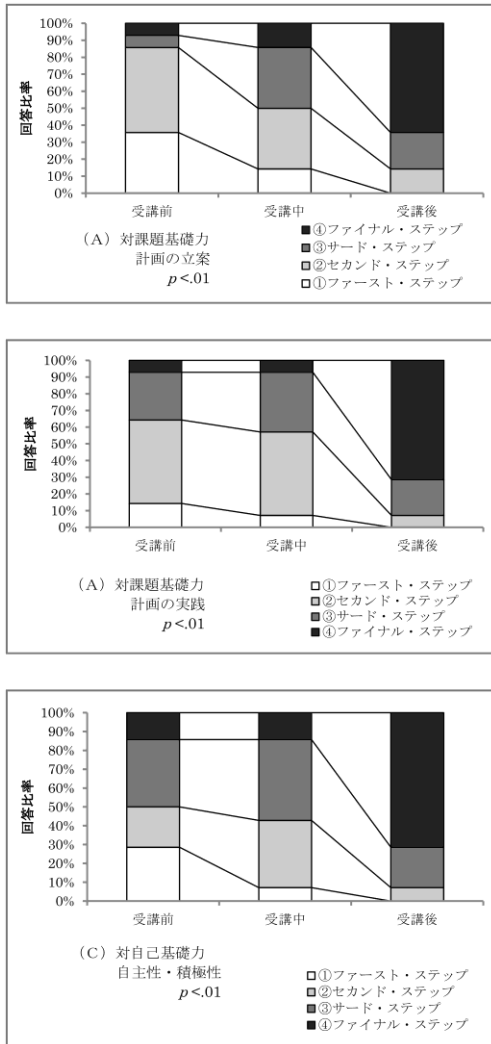 100%
90%
80%
70%
60%
50%
40%
30%
20%
10%
0%
回答比率
受講前 受講中 受講後
（A）対課題基礎力
計画の立案
p<.01
■④ファイナル・ステップ
■③サード・ステップ
□②セカンド・ステップ
□①ファースト・ステップ
100%
90%
80%
70%
60%
50%
40%
30%
20%
10%
0%
回答比率
受講前 受講中 受講後
（A）対課題基礎力
計画の実践
p<.01
□①ファースト・ステップ
□②セカンド・ステップ
■③サード・ステップ
■④ファイナル・ステップ
100%
90%
80%
70%
60%
50%
40%
30%
20%
10%
0%
回答比率
受講前 受講中 受講後
（C）対自己基礎力
自主性・積極性
p<.01
□①ファースト・ステップ
□②セカンド・ステップ
■③サード・ステップ
■④ファイナル・ステップ